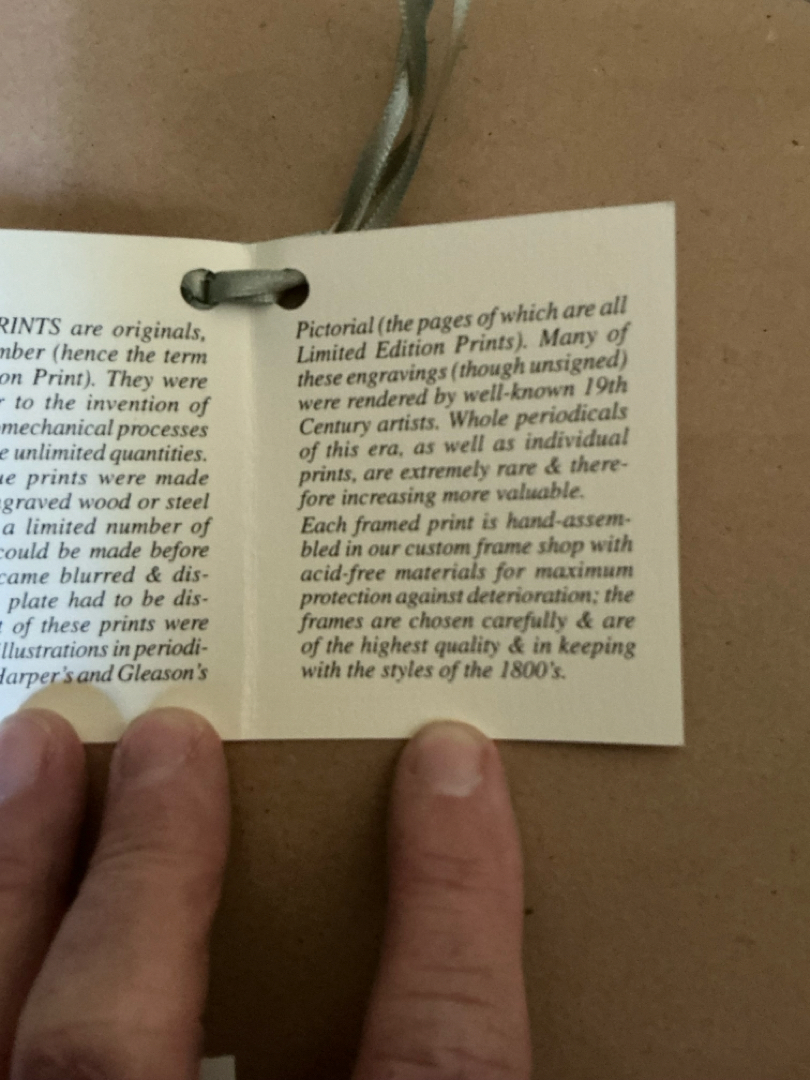 RINTS are originals,
mber (hence the term
on Print). They were
r to the invention of
omechanical processes
e unlimited quantities.
ue prints were made
ngraved wood or steel
a limited number of
could be made before
came blurred & dis-
plate had to be dis-
t of these prints were
illustrations in periodi-
Harper's and Gleason's
Pictorial (the pages of which are all
Limited Edition Prints). Many of
these engravings (though unsigned)
were rendered by well-known 19th
Century artists. Whole periodicals
of this era, as well as individual
prints, are extremely rare & there-
fore increasing more valuable.
Each framed print is hand-assem-
bled in our custom frame shop with
acid-free materials for maximum
protection against deterioration; the
frames are chosen carefully & are
of the highest quality & in keeping
with the styles of the 1800's.